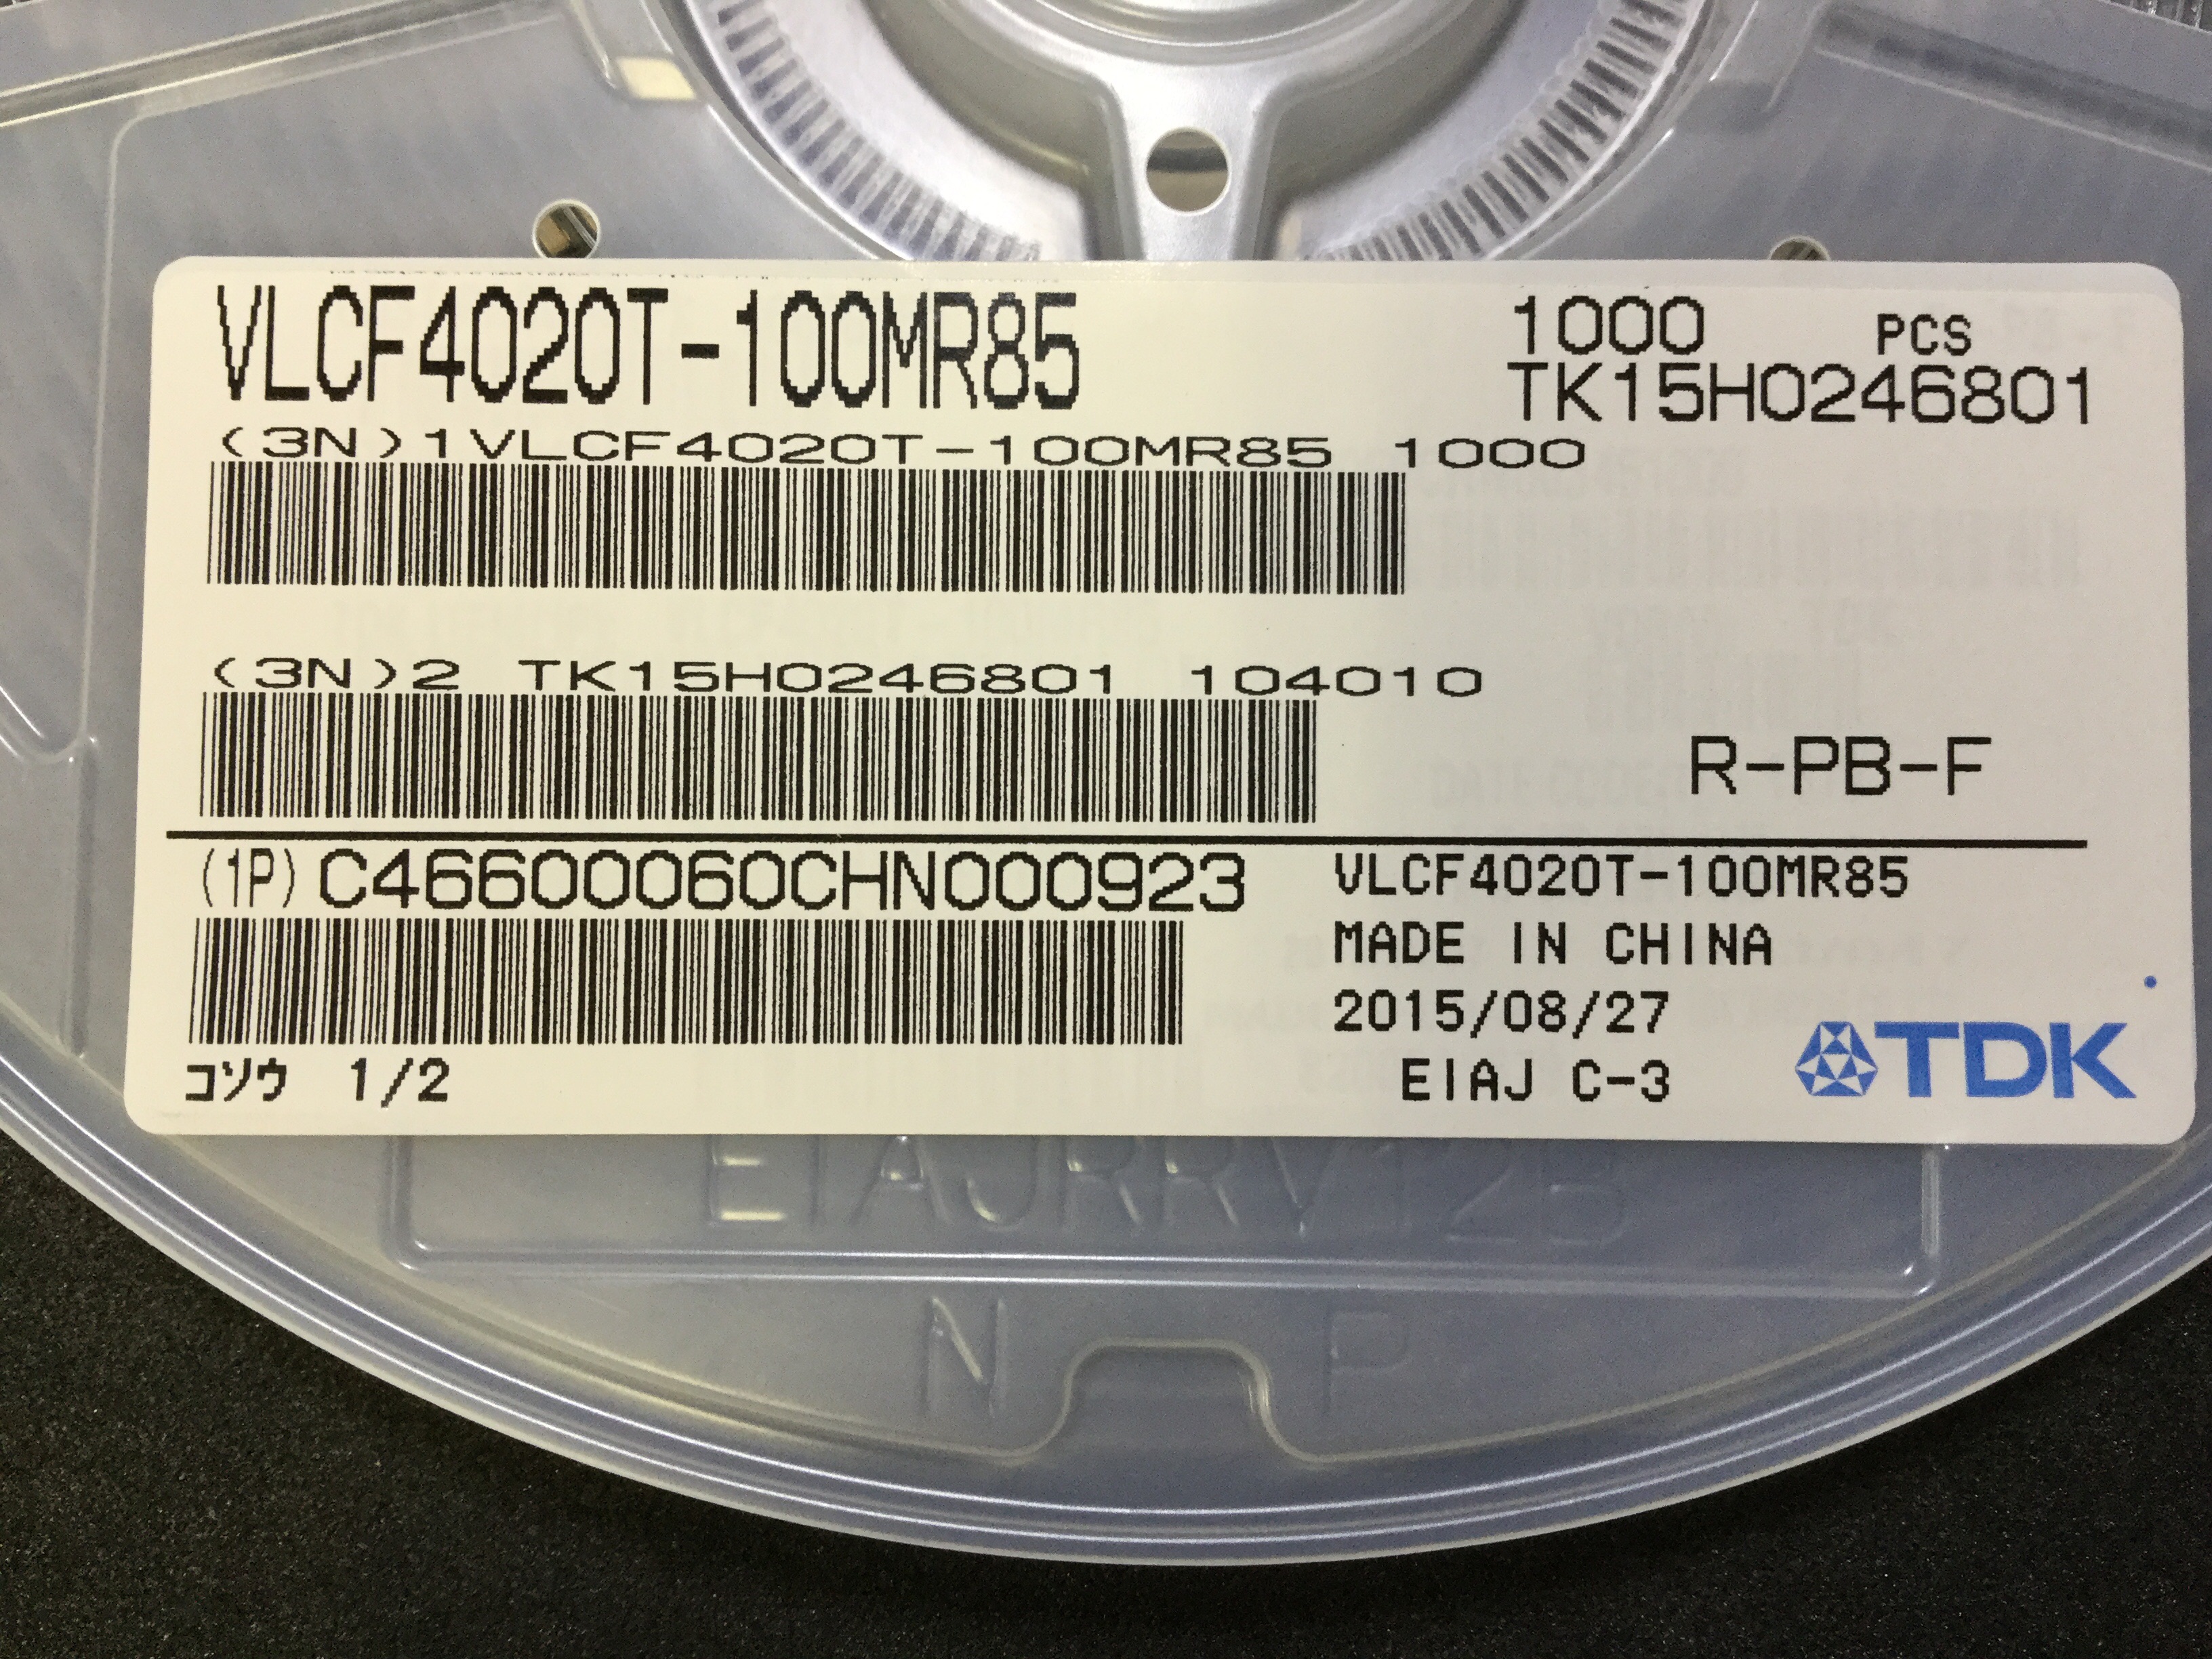 VLCF4020T-100MR85
1000 PCS
TK15H0246801
(3N)1VLCF4020T-100MR85 1000
(3N)2 TK15H0246801 104010
R-PB-F
(1P)C46600060CHN000923
VLCF4020T-100MR85
MADE IN CHINA
2015/08/27
コソウ 1/2
EIAJ C-3
TDK
EIAJRRV12B
N P